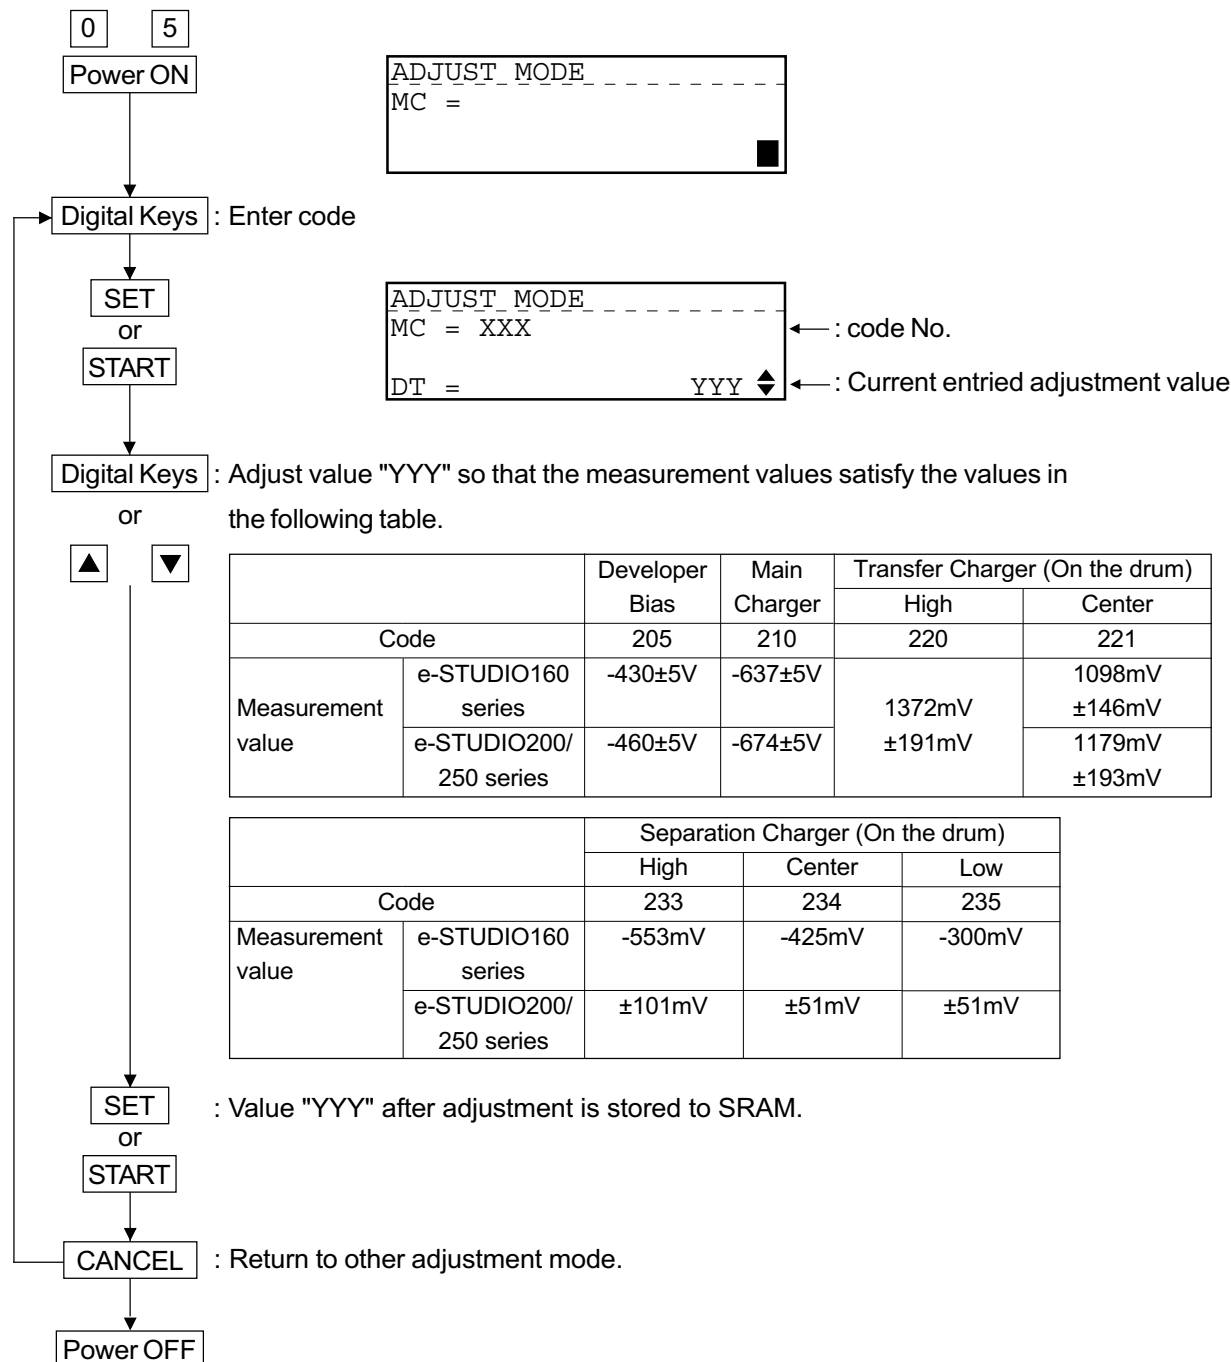 0 5
Power ON
ADJUST MODE
MC =
Digital Keys : Enter code
SET
or
START
ADJUST MODE
MC = XXX
: code No.
DT = YYY
: Current entried adjustment value
Digital Keys : Adjust value "YYY" so that the measurement values satisfy the values in
or the following table.
▲ ▼
Developer Main Transfer Charger (On the drum)
Bias Charger High Center
Code 205 210 220 221
e-STUDIO160 -430±5V -637±5V 1098mV
Measurement series 1372mV ±146mV
value e-STUDIO200/ -460±5V -674±5V ±191mV 1179mV
250 series ±193mV
Separation Charger (On the drum)
High Center Low
Code 233 234 235
Measurement e-STUDIO160 -553mV -425mV -300mV
value series
e-STUDIO200/ ±101mV ±51mV ±51mV
250 series
SET : Value "YYY" after adjustment is stored to SRAM.
or
START
CANCEL : Return to other adjustment mode.
Power OFF